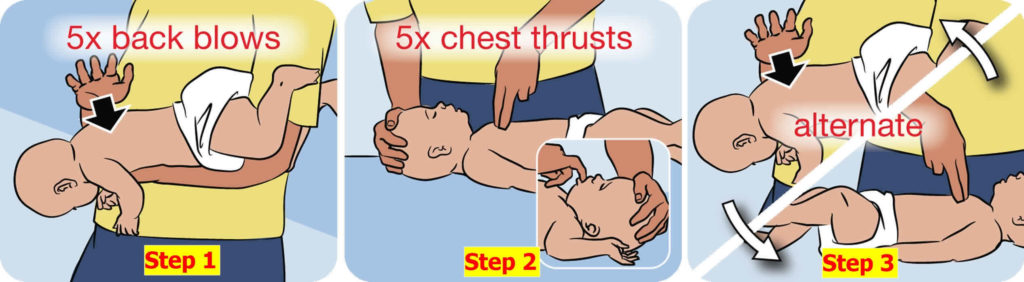 5x back blows
Step 1
5x chest thrusts
Step 2
alternate
Step 3